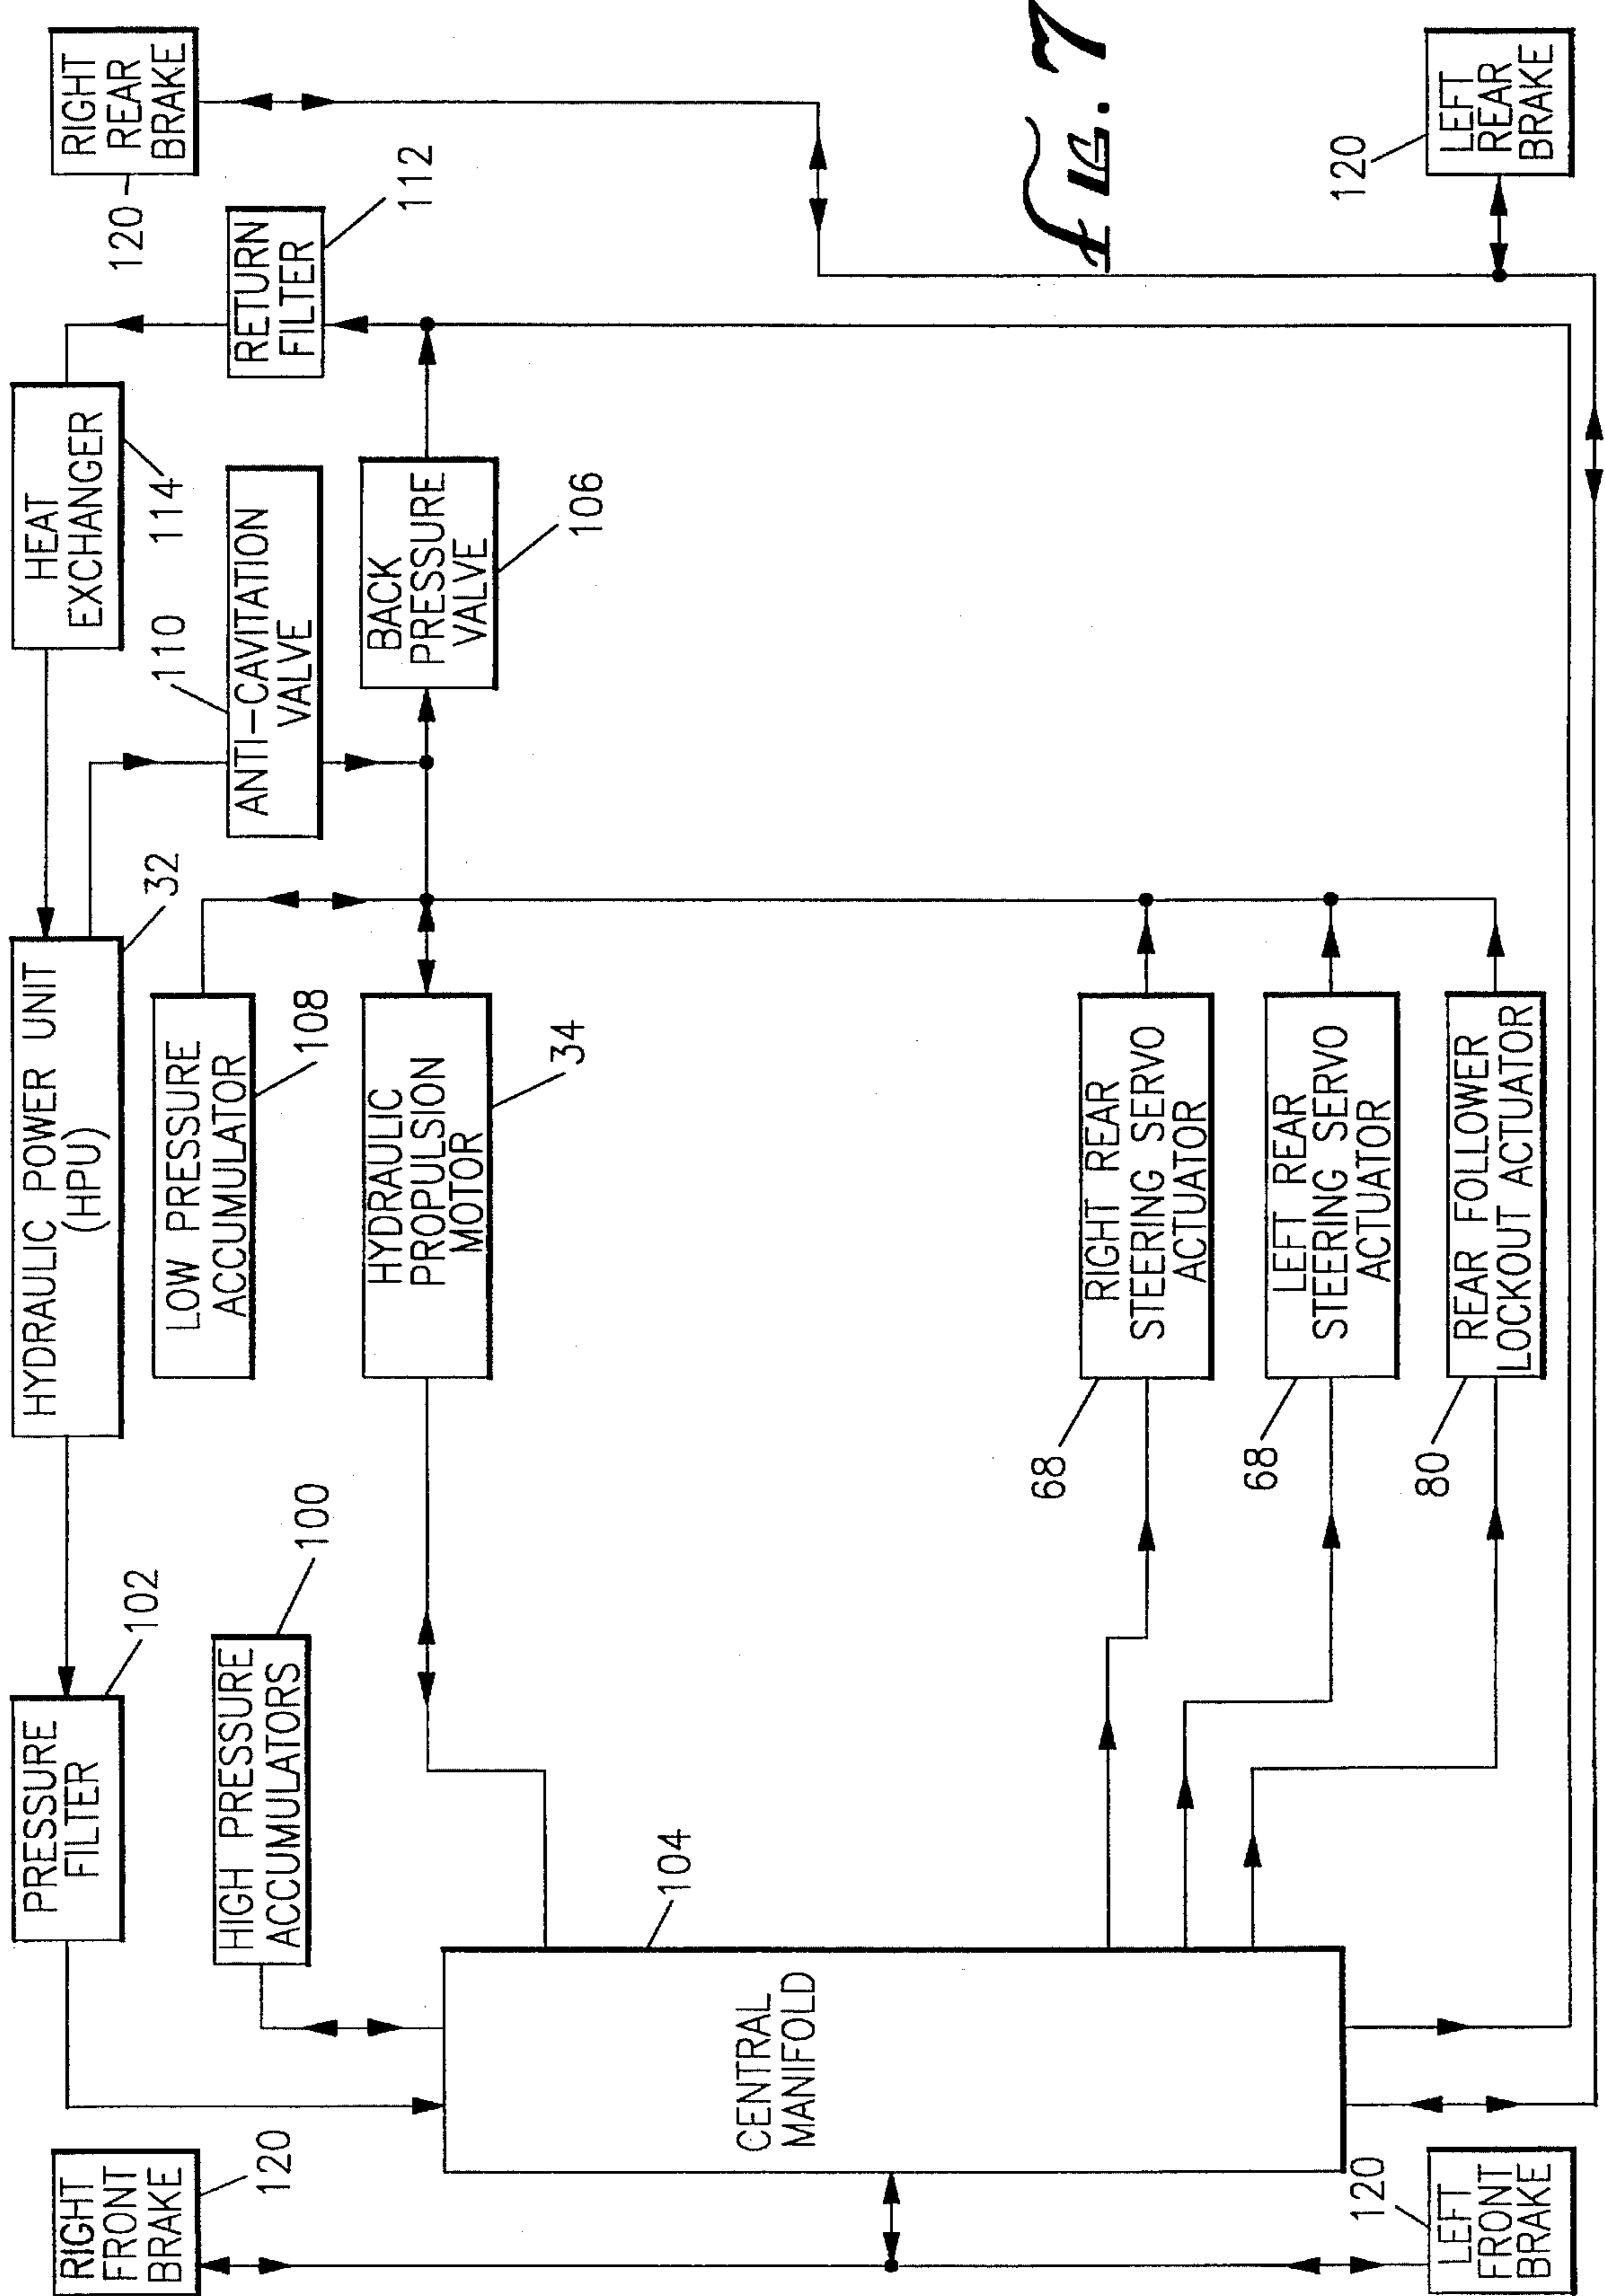 RIGHT
FRONT
BRAKE
120
PRESSURE
FILTER
102
HYDRAULIC POWER UNIT
(HPU)
32
HEAT
EXCHANGER
114
RIGHT
REAR
BRAKE
120
HIGH PRESSURE
ACCUMULATORS
100
LOW PRESSURE
ACCUMULATOR
108
110
ANTI-CAVITATION
VALVE
RETURN
FILTER
112
HYDRAULIC
PROPULSION
MOTOR
34
BACK
PRESSURE
VALVE
106
104
CENTRAL
MANIFOLD
68
RIGHT REAR
STEERING SERVO
ACTUATOR
68
LEFT REAR
STEERING SERVO
ACTUATOR
80
REAR FOLLOWER
LOCKOUT ACTUATOR
120
LEFT
FRONT
BRAKE
120
LEFT
REAR
BRAKE
FIG. 7